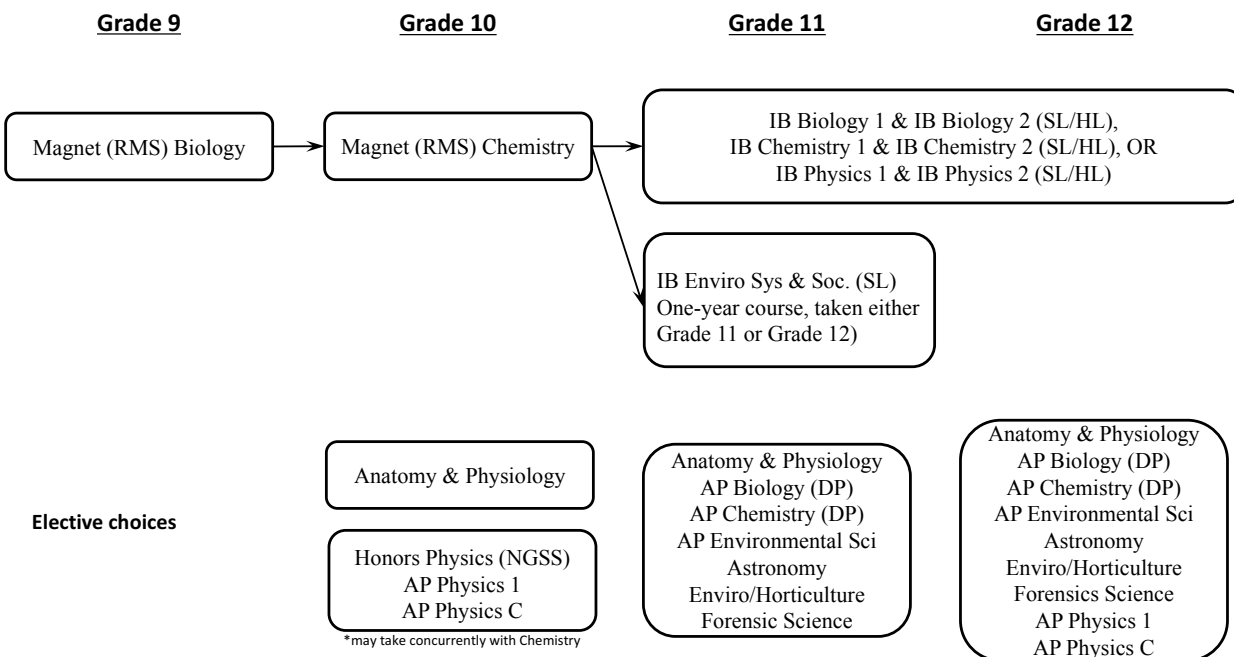 Grade 9
Grade 10
Grade 11
Grade 12
Magnet (RMS) Biology
Magnet (RMS) Chemistry
IB Biology 1 & IB Biology 2 (SL/HL),
IB Chemistry 1 & IB Chemistry 2 (SL/HL), OR
IB Physics 1 & IB Physics 2 (SL/HL)
IB Enviro Sys & Soc. (SL)
One-year course, taken either
Grade 11 or Grade 12)
Elective choices
Anatomy & Physiology
Honors Physics (NGSS)
AP Physics 1
AP Physics C
*may take concurrently with Chemistry
Anatomy & Physiology
AP Biology (DP)
AP Chemistry (DP)
AP Environmental Sci
Astronomy
Enviro/Horticulture
Forensic Science
Anatomy & Physiology
AP Biology (DP)
AP Chemistry (DP)
AP Environmental Sci
Astronomy
Enviro/Horticulture
Forensics Science
AP Physics 1
AP Physics C